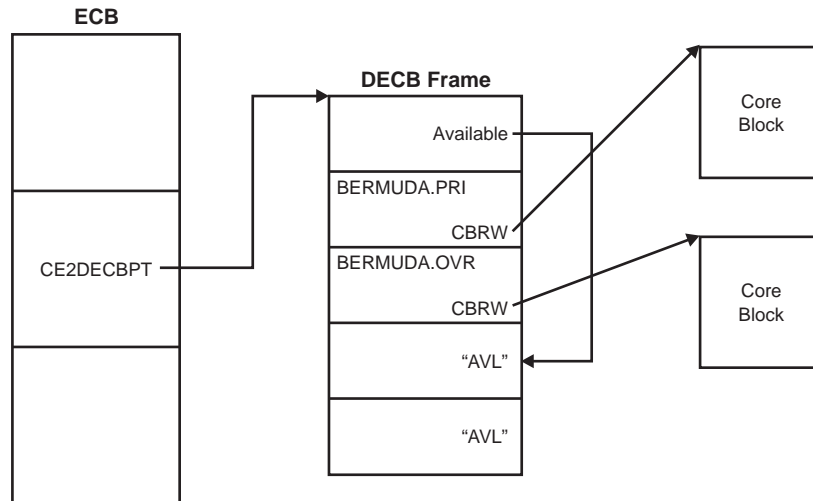 ECB
CE2DECBPT
DECB Frame
Available
BERMUDA.PRI
CBRW
BERMUDA.OVR
CBRW
“AVL”
“AVL”
Core
Block
Core
Block